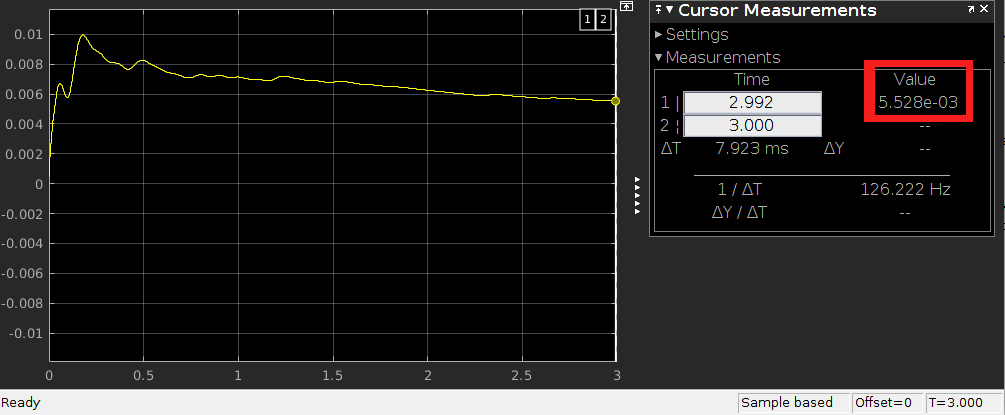 1 2
0.01
0.008
0.006
0.004
0.002
0
-0.002
-0.004
-0.006
-0.008
-0.01
0 0.5 1 1.5 2 2.5 3
Cursor Measurements
Settings
Measurements
Time Value
1 | 2.992 5.528e-03
2 ¦ 3.000 --
ΔT 7.923 ms ΔY --
1 / ΔT 126.222 Hz
ΔY / ΔT --
Ready Sample based Offset=0 T=3.000